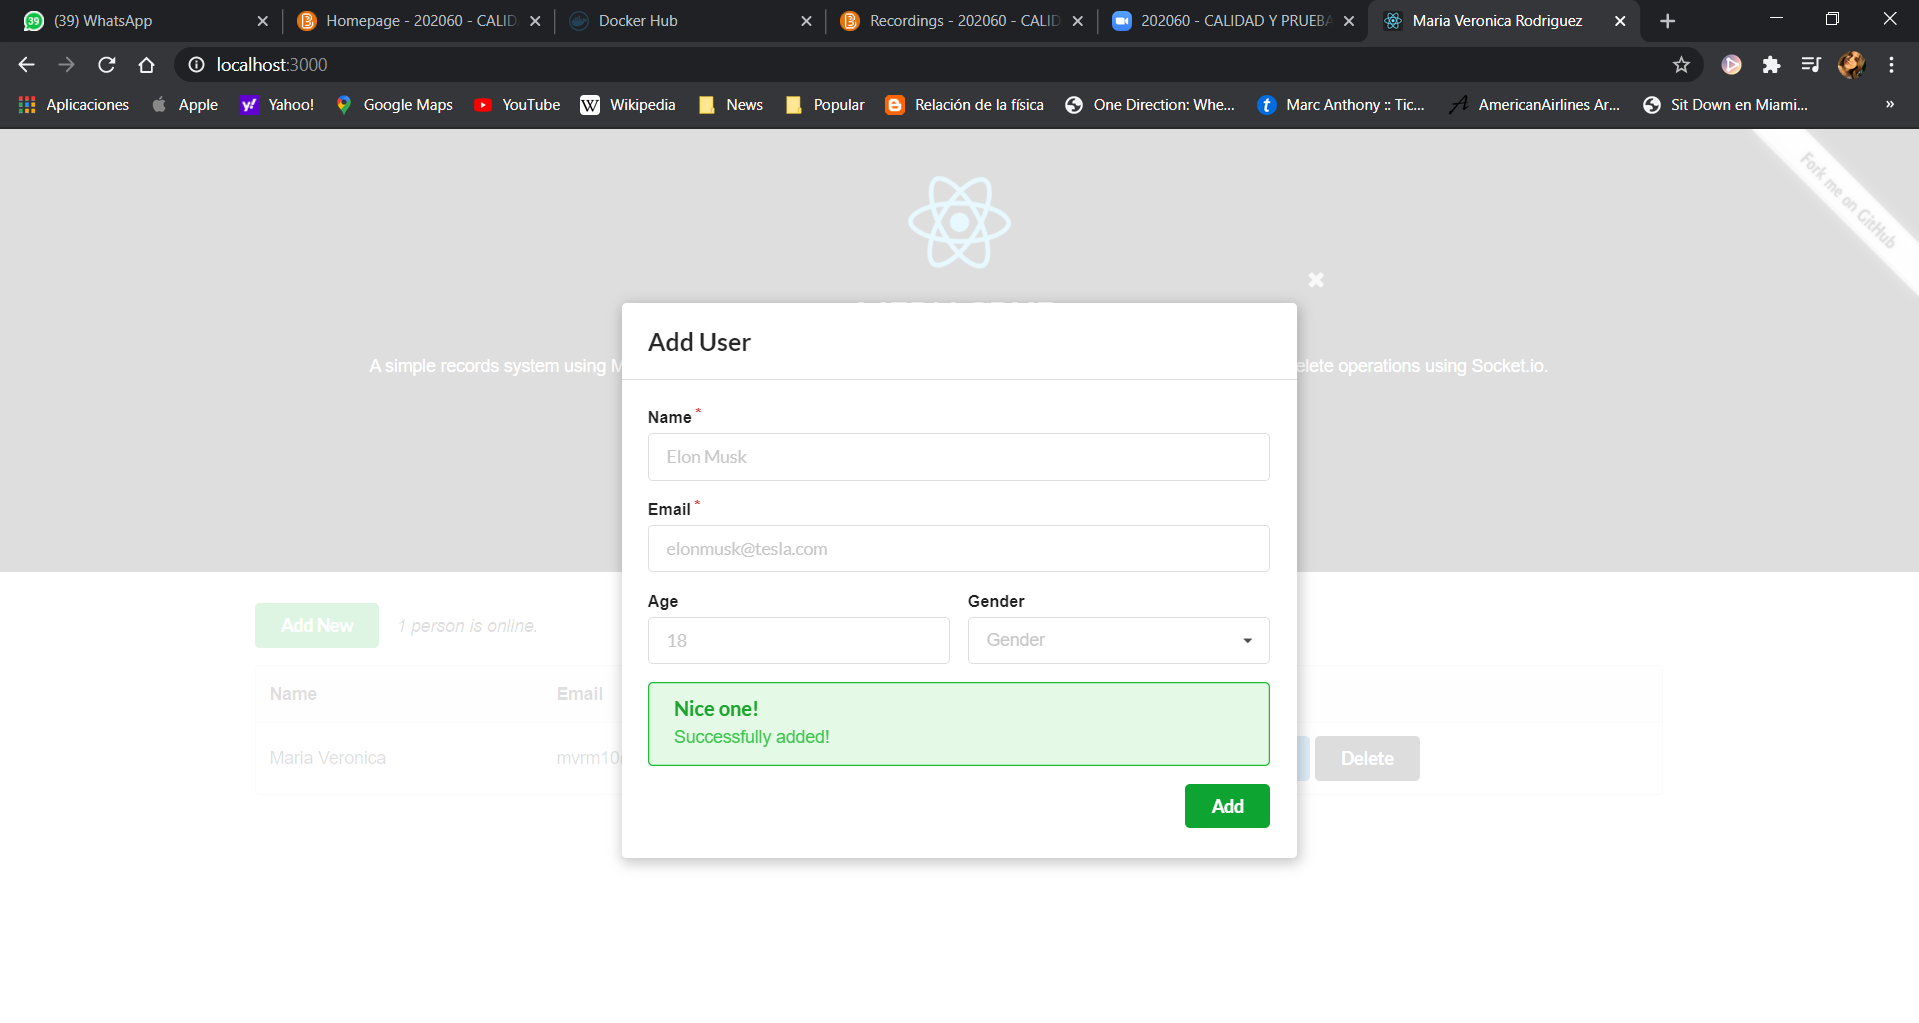 39 (39) WhatsApp
Homepage - 202060 - CALID
Docker Hub
Recordings - 202060 - CALID
202060 - CALIDAD Y PRUEBA
Maria Veronica Rodriguez
localhost:3000
Aplicaciones
Apple
Yahoo!
Google Maps
YouTube
W Wikipedia
News
Popular
Relación de la física
One Direction: Whe...
t Marc Anthony :: Tic...
AmericanAirlines Ar...
Sit Down en Miami...
»
Fork me on GitHub
A simple records system using M
elete operations using Socket.io.
Add User
Name *
Elon Musk
Email *
elonmusk@tesla.com
Age
Gender
18
Gender
Nice one!
Successfully added!
Add
Add New
1 person is online.
Name
Email
Maria Veronica
mvrm10
Delete